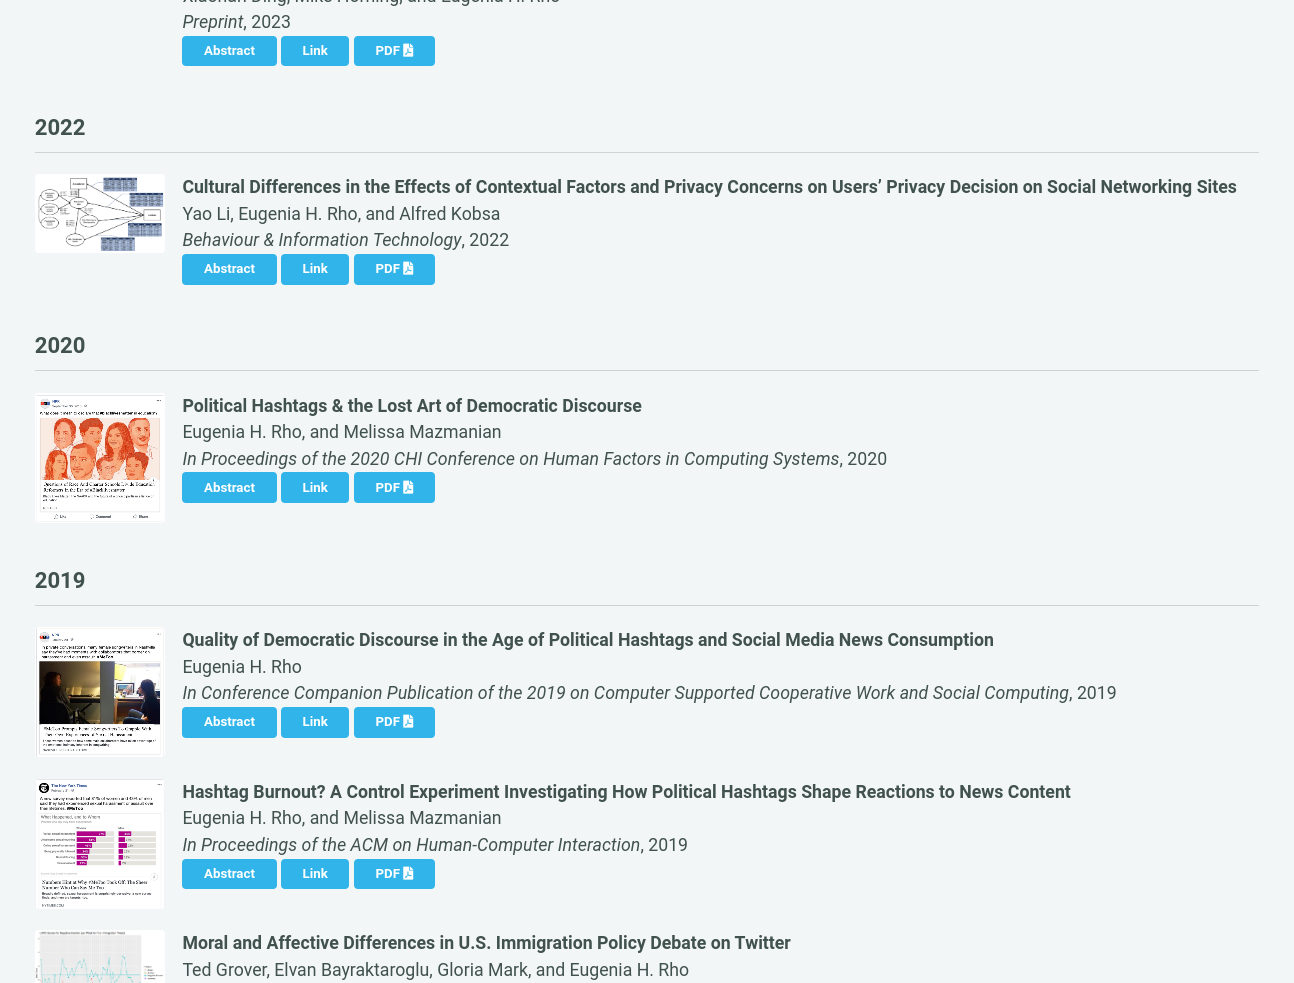 Preprint, 2023
Abstract Link PDF
2022
Cultural Differences in the Effects of Contextual Factors and Privacy Concerns on Users’ Privacy Decision on Social Networking Sites
Yao Li, Eugenia H. Rho, and Alfred Kobsa
Behaviour & Information Technology, 2022
Abstract Link PDF
2020
Political Hashtags & the Lost Art of Democratic Discourse
Eugenia H. Rho, and Melissa Mazmanian
In Proceedings of the 2020 CHI Conference on Human Factors in Computing Systems, 2020
Abstract Link PDF
2019
Quality of Democratic Discourse in the Age of Political Hashtags and Social Media News Consumption
Eugenia H. Rho
In Conference Companion Publication of the 2019 on Computer Supported Cooperative Work and Social Computing, 2019
Abstract Link PDF
Hashtag Burnout? A Control Experiment Investigating How Political Hashtags Shape Reactions to News Content
Eugenia H. Rho, and Melissa Mazmanian
In Proceedings of the ACM on Human-Computer Interaction, 2019
Abstract Link PDF
Moral and Affective Differences in U.S. Immigration Policy Debate on Twitter
Ted Grover, Elvan Bayraktaroglu, Gloria Mark, and Eugenia H. Rho